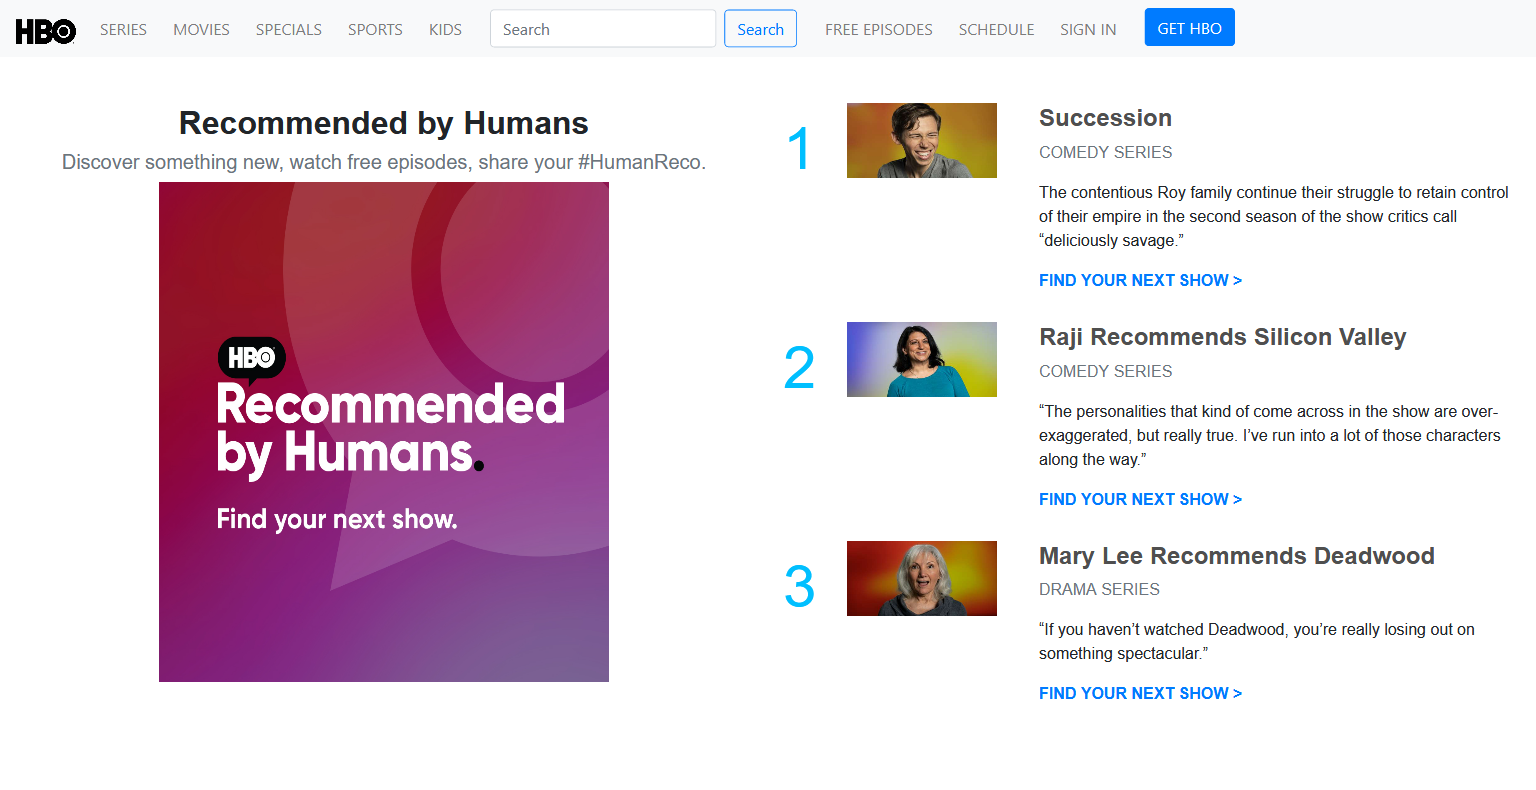 HBO SERIES MOVIES SPECIALS SPORTS KIDS Search Search FREE EPISODES SCHEDULE SIGN IN GET HBO
Recommended by Humans
Discover something new, watch free episodes, share your #HumanReco.
HBO
Recommended
by Humans.
Find your next show.
1
Succession
COMEDY SERIES
The contentious Roy family continue their struggle to retain control
of their empire in the second season of the show critics call
“deliciously savage.”
FIND YOUR NEXT SHOW >
2
Raji Recommends Silicon Valley
COMEDY SERIES
“The personalities that kind of come across in the show are over-
exaggerated, but really true. I’ve run into a lot of those characters
along the way.”
FIND YOUR NEXT SHOW >
3
Mary Lee Recommends Deadwood
DRAMA SERIES
“If you haven’t watched Deadwood, you’re really losing out on
something spectacular.”
FIND YOUR NEXT SHOW >